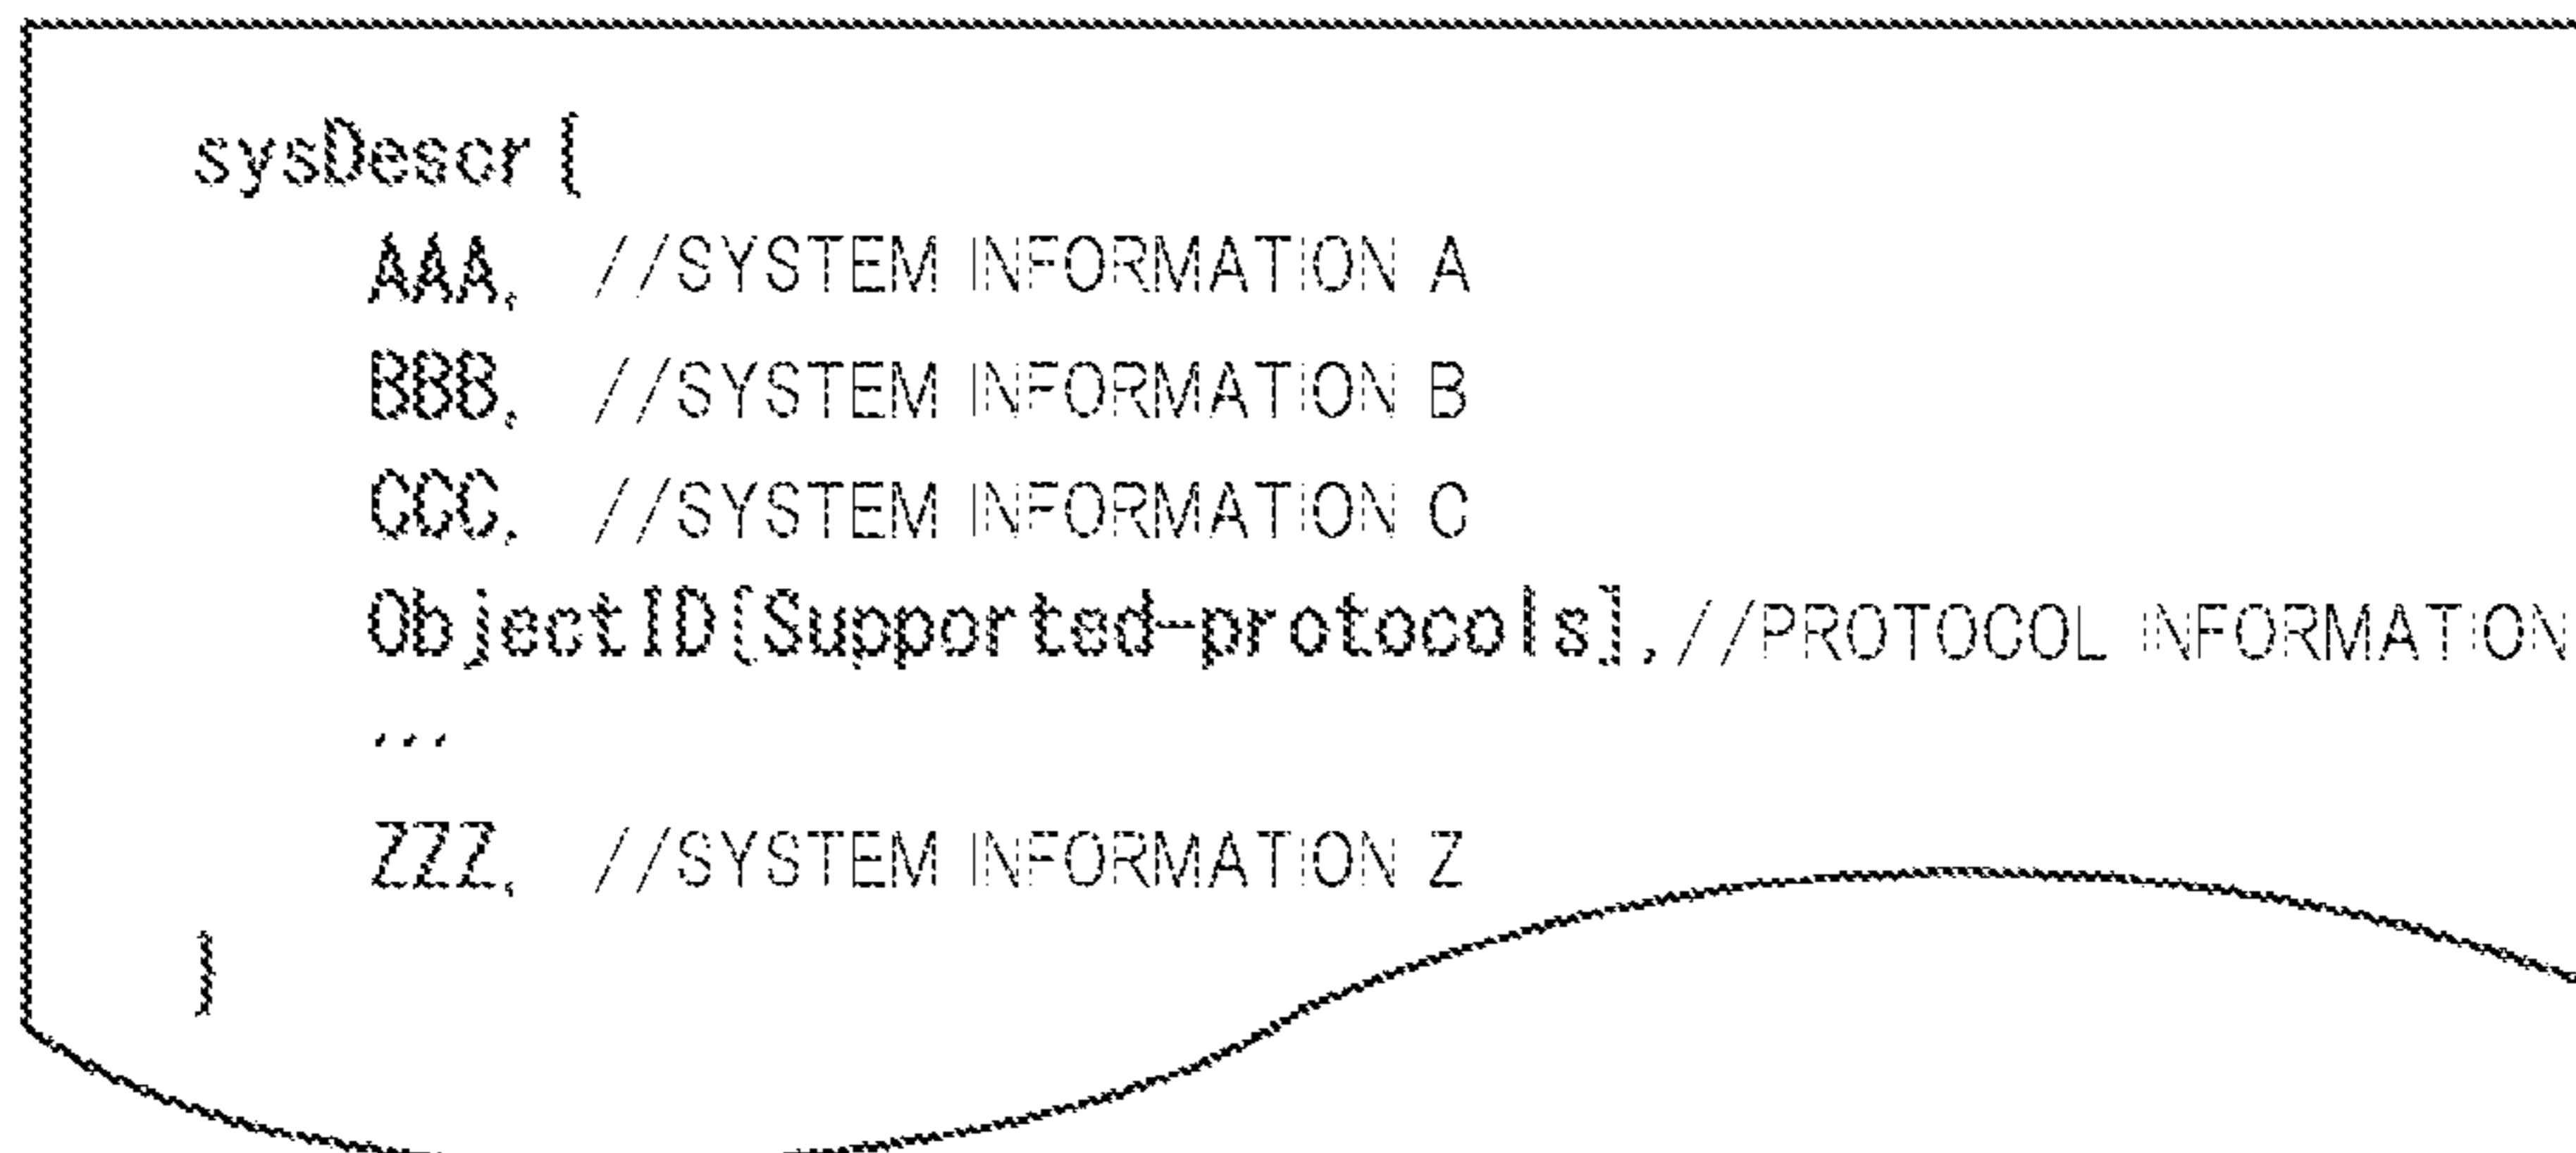 sysDescr {
AAA, //SYSTEM INFORMATION A
BBB, //SYSTEM INFORMATION B
CCC, //SYSTEM INFORMATION C
ObjectID[Supported-protocols],//PROTOCOL INFORMATION
...
ZZZ, //SYSTEM INFORMATION Z
}